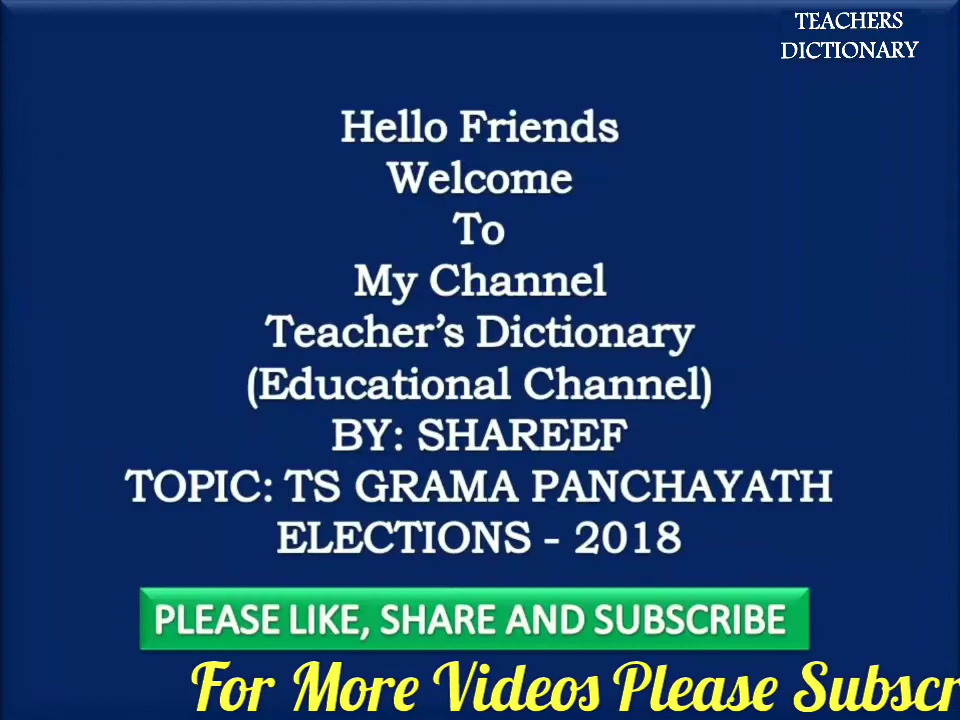 TEACHERS
DICTIONARY
Hello Friends
Welcome
To
My Channel
Teacher's Dictionary
(Educational Channel)
BY: SHAREEF
TOPIC: TS GRAMA PANCHAYATH
ELECTIONS - 2018
PLEASE LIKE, SHARE AND SUBSCRIBE
For More Videos Please Subscr